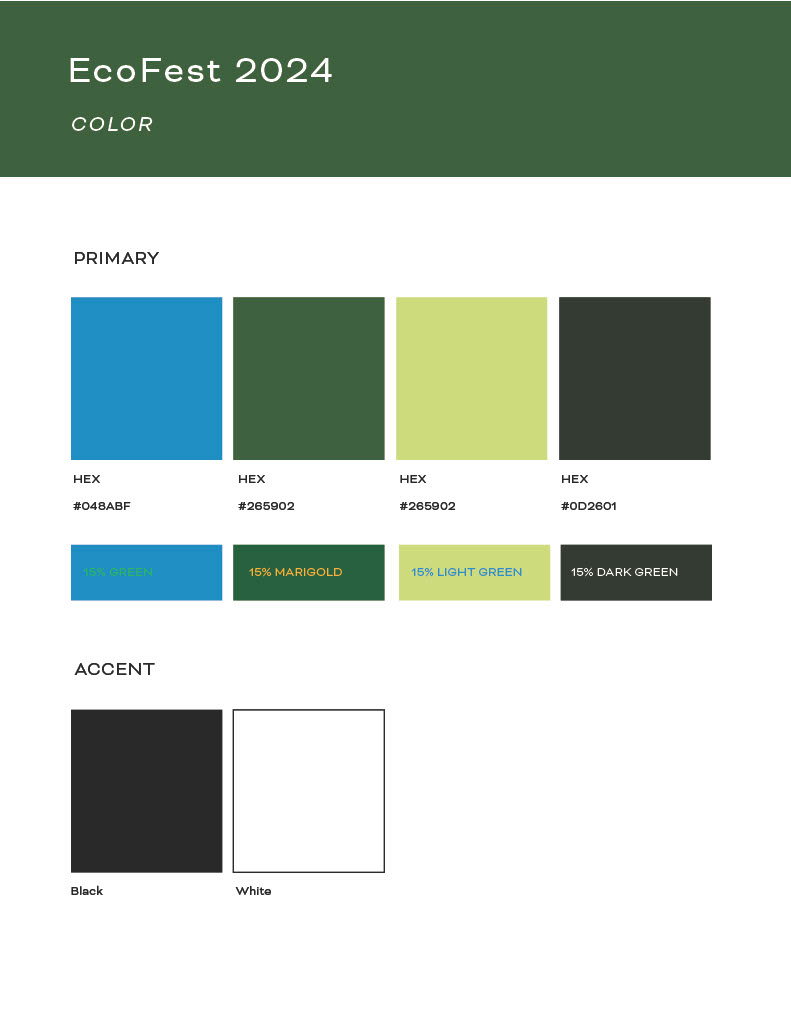 EcoFest 2024
COLOR
PRIMARY
HEX
#048ABF
HEX
#265902
HEX
#265902
HEX
#0D2601
15% GREEN
15% MARIGOLD
15% LIGHT GREEN
15% DARK GREEN
ACCENT
Black
White